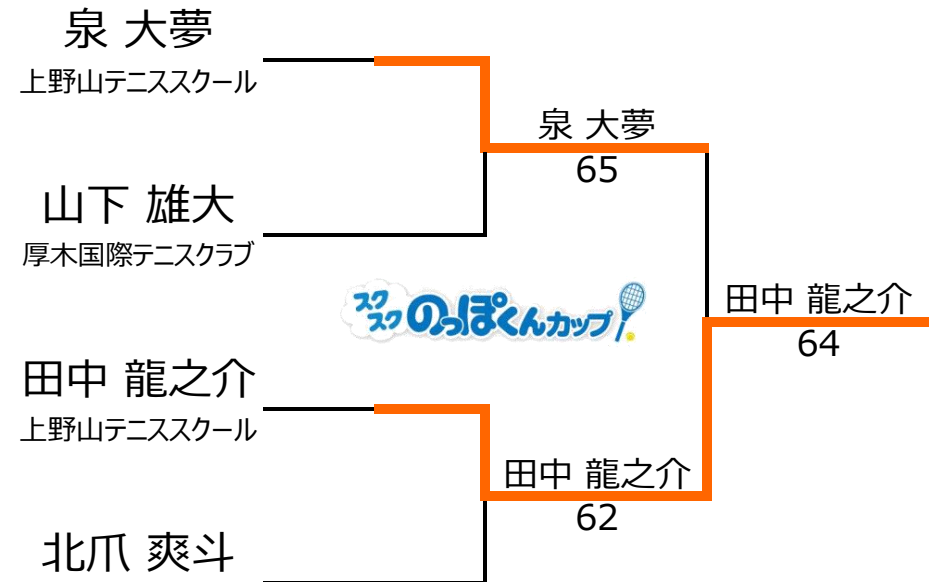 泉 大夢
上野山テニススクール
泉 大夢
65
山下 雄大
厚木国際テニスクラブ
スクスク のっぽくんカップ!
田中 龍之介
64
田中 龍之介
上野山テニススクール
田中 龍之介
62
北爪 爽斗